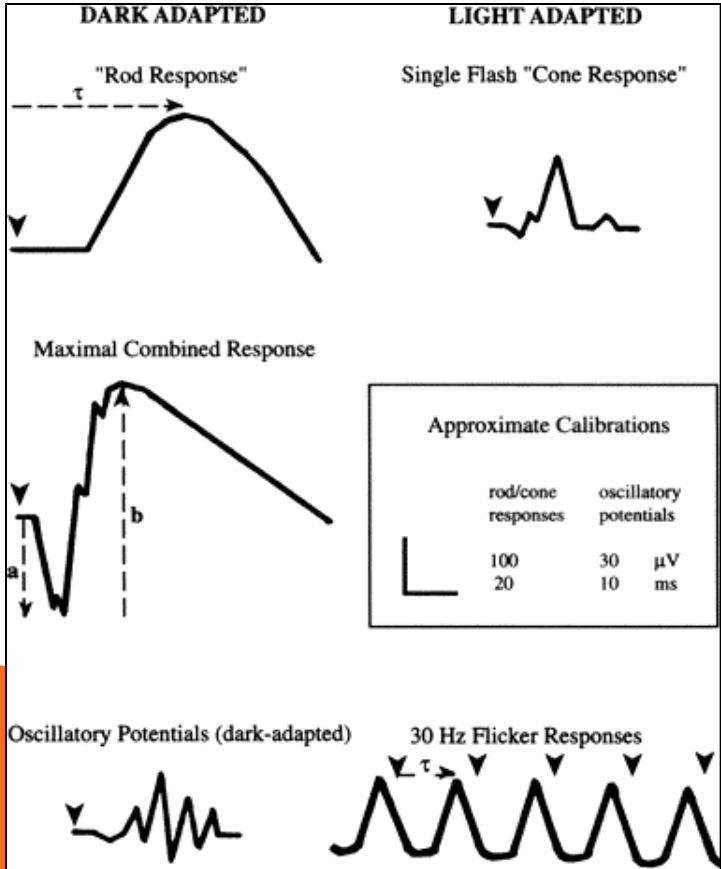 DARK ADAPTED
LIGHT ADAPTED
"Rod Response"
Single Flash "Cone Response"
τ
Maximal Combined Response
a
b
Approximate Calibrations
rod/cone oscillatory
responses potentials
100 30 μV
20 10 ms
Oscillatory Potentials (dark-adapted)
30 Hz Flicker Responses
τ